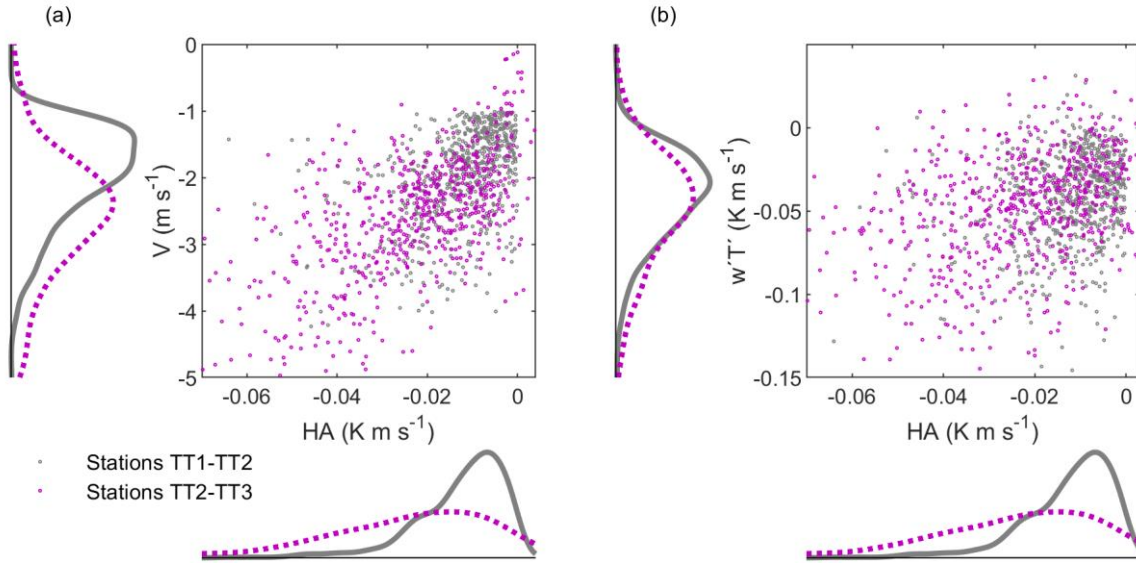 (a)
(b)
0
-1
-2
-3
-4
-5
V (m s⁻¹)
-0.06
-0.04
-0.02
0
HA (K m s⁻¹)
0
-0.05
-0.1
-0.15
w′T′ (K m s⁻¹)
-0.06
-0.04
-0.02
0
HA (K m s⁻¹)
Stations TT1-TT2
Stations TT2-TT3